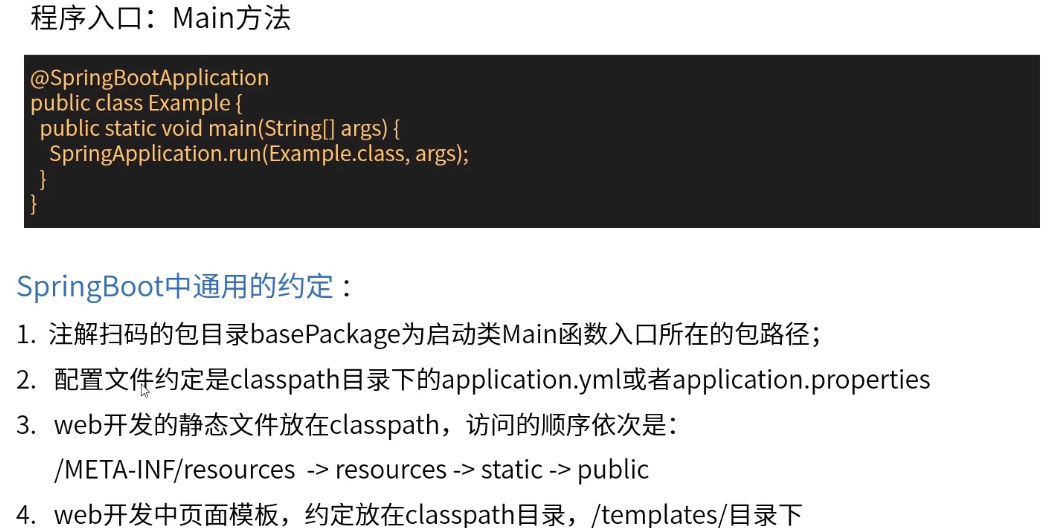 程序入口：Main方法
@SpringBootApplication
public class Example {
public static void main(String[] args) {
SpringApplication.run(Example.class, args);
}
}
SpringBoot中通用的约定：
1. 注解扫码的包目录basePackage为启动类Main函数入口所在的包路径；
2. 配置文件约定是classpath目录下的application.yml或者application.properties
3. web开发的静态文件放在classpath，访问的顺序依次是：
/META-INF/resources -> resources -> static -> public
4. web开发中页面模板，约定放在classpath目录，/templates/目录下